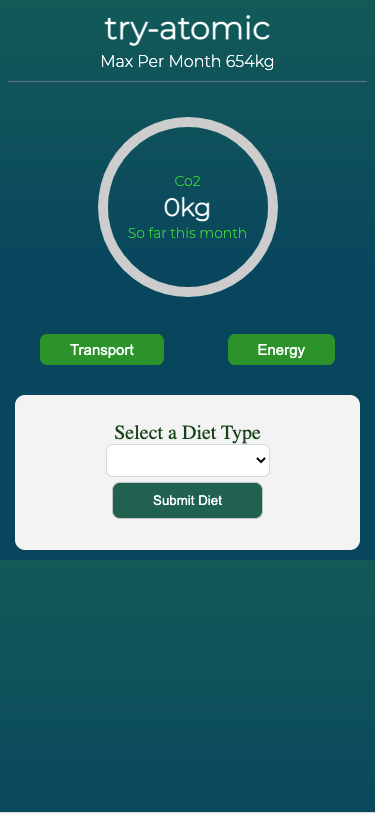 try-atomic
Max Per Month 654kg
Co2
0kg
So far this month
Transport
Energy
Select a Diet Type
Submit Diet